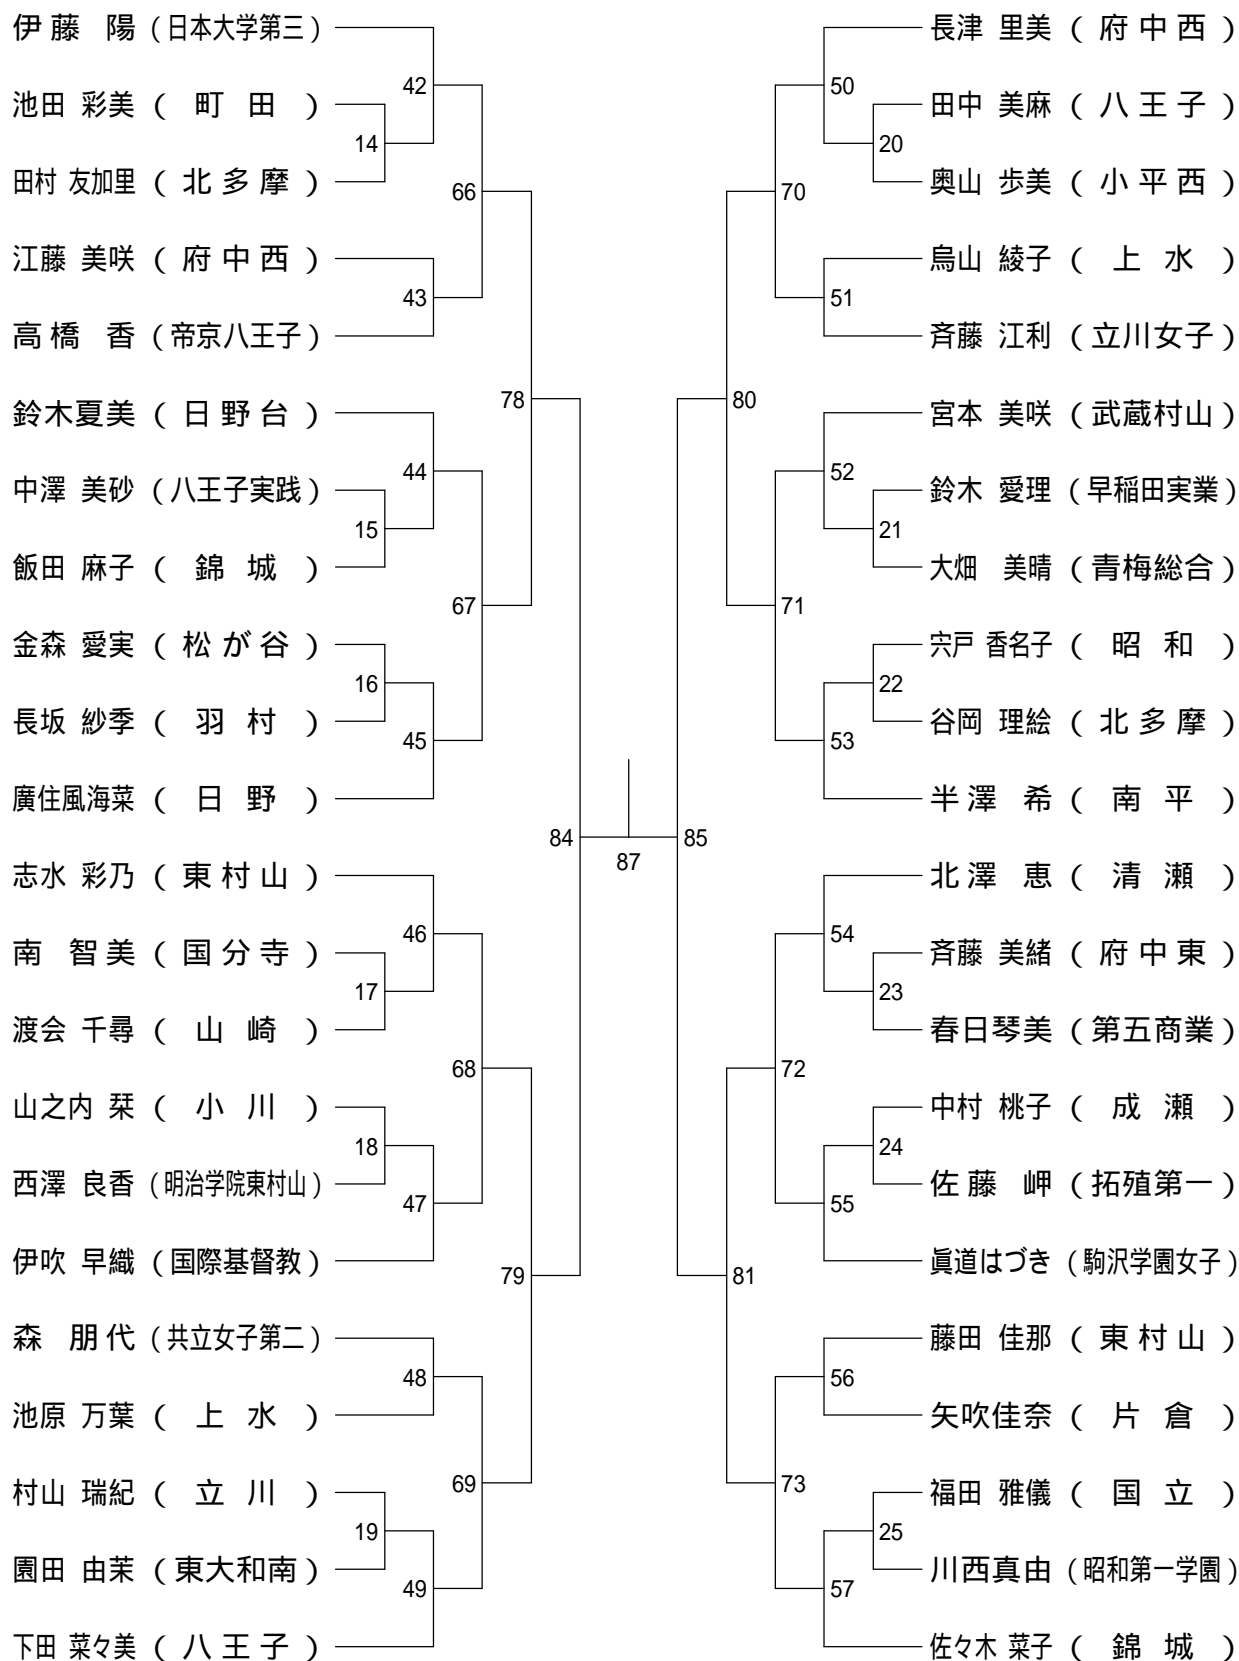 伊藤 陽 (日本大学第三)
42
池田 彩美 ( 町田 )
14
田村 友加里 (北多摩)
66
江藤 美咲 (府中西)
43
高橋 香 (帝京八王子)
78
鈴木夏美 (日野台)
44
中澤 美砂 (八王子実践)
15
飯田 麻子 ( 錦城 )
67
金森 愛実 (松が谷)
16
長坂 紗季 ( 羽村 )
45
廣住風海菜 ( 日野 )
84
志水 彩乃 (東村山)
46
南 智美 (国分寺)
17
渡会 千尋 ( 山崎 )
68
山之内 栞 ( 小川 )
18
西澤 良香 (明治学院東村山)
47
伊吹 早織 (国際基督教)
79
森 朋代 (共立女子第二)
48
池原 万葉 ( 上水 )
69
村山 瑞紀 ( 立川 )
19
園田 由茉 (東大和南)
49
下田 菜々美 (八王子)
87
長津 里美 (府中西)
50
田中 美麻 (八王子)
20
奥山 歩美 (小平西)
70
烏山 綾子 ( 上水 )
51
斉藤 江利 (立川女子)
80
宮本 美咲 (武蔵村山)
52
鈴木 愛理 (早稲田実業)
21
大畑 美晴 (青梅総合)
71
宍戸 香名子 ( 昭和 )
22
谷岡 理絵 (北多摩)
53
半澤 希 ( 南平 )
85
北澤 恵 ( 清瀬 )
54
斉藤 美緒 (府中東)
23
春日琴美 (第五商業)
72
中村 桃子 ( 成瀬 )
24
佐藤 岬 (拓殖第一)
55
眞道はづき (駒沢学園女子)
81
藤田 佳那 (東村山)
56
矢吹佳奈 ( 片倉 )
73
福田 雅儀 ( 国立 )
25
川西真由 (昭和第一学園)
57
佐々木 菜子 ( 錦城 )